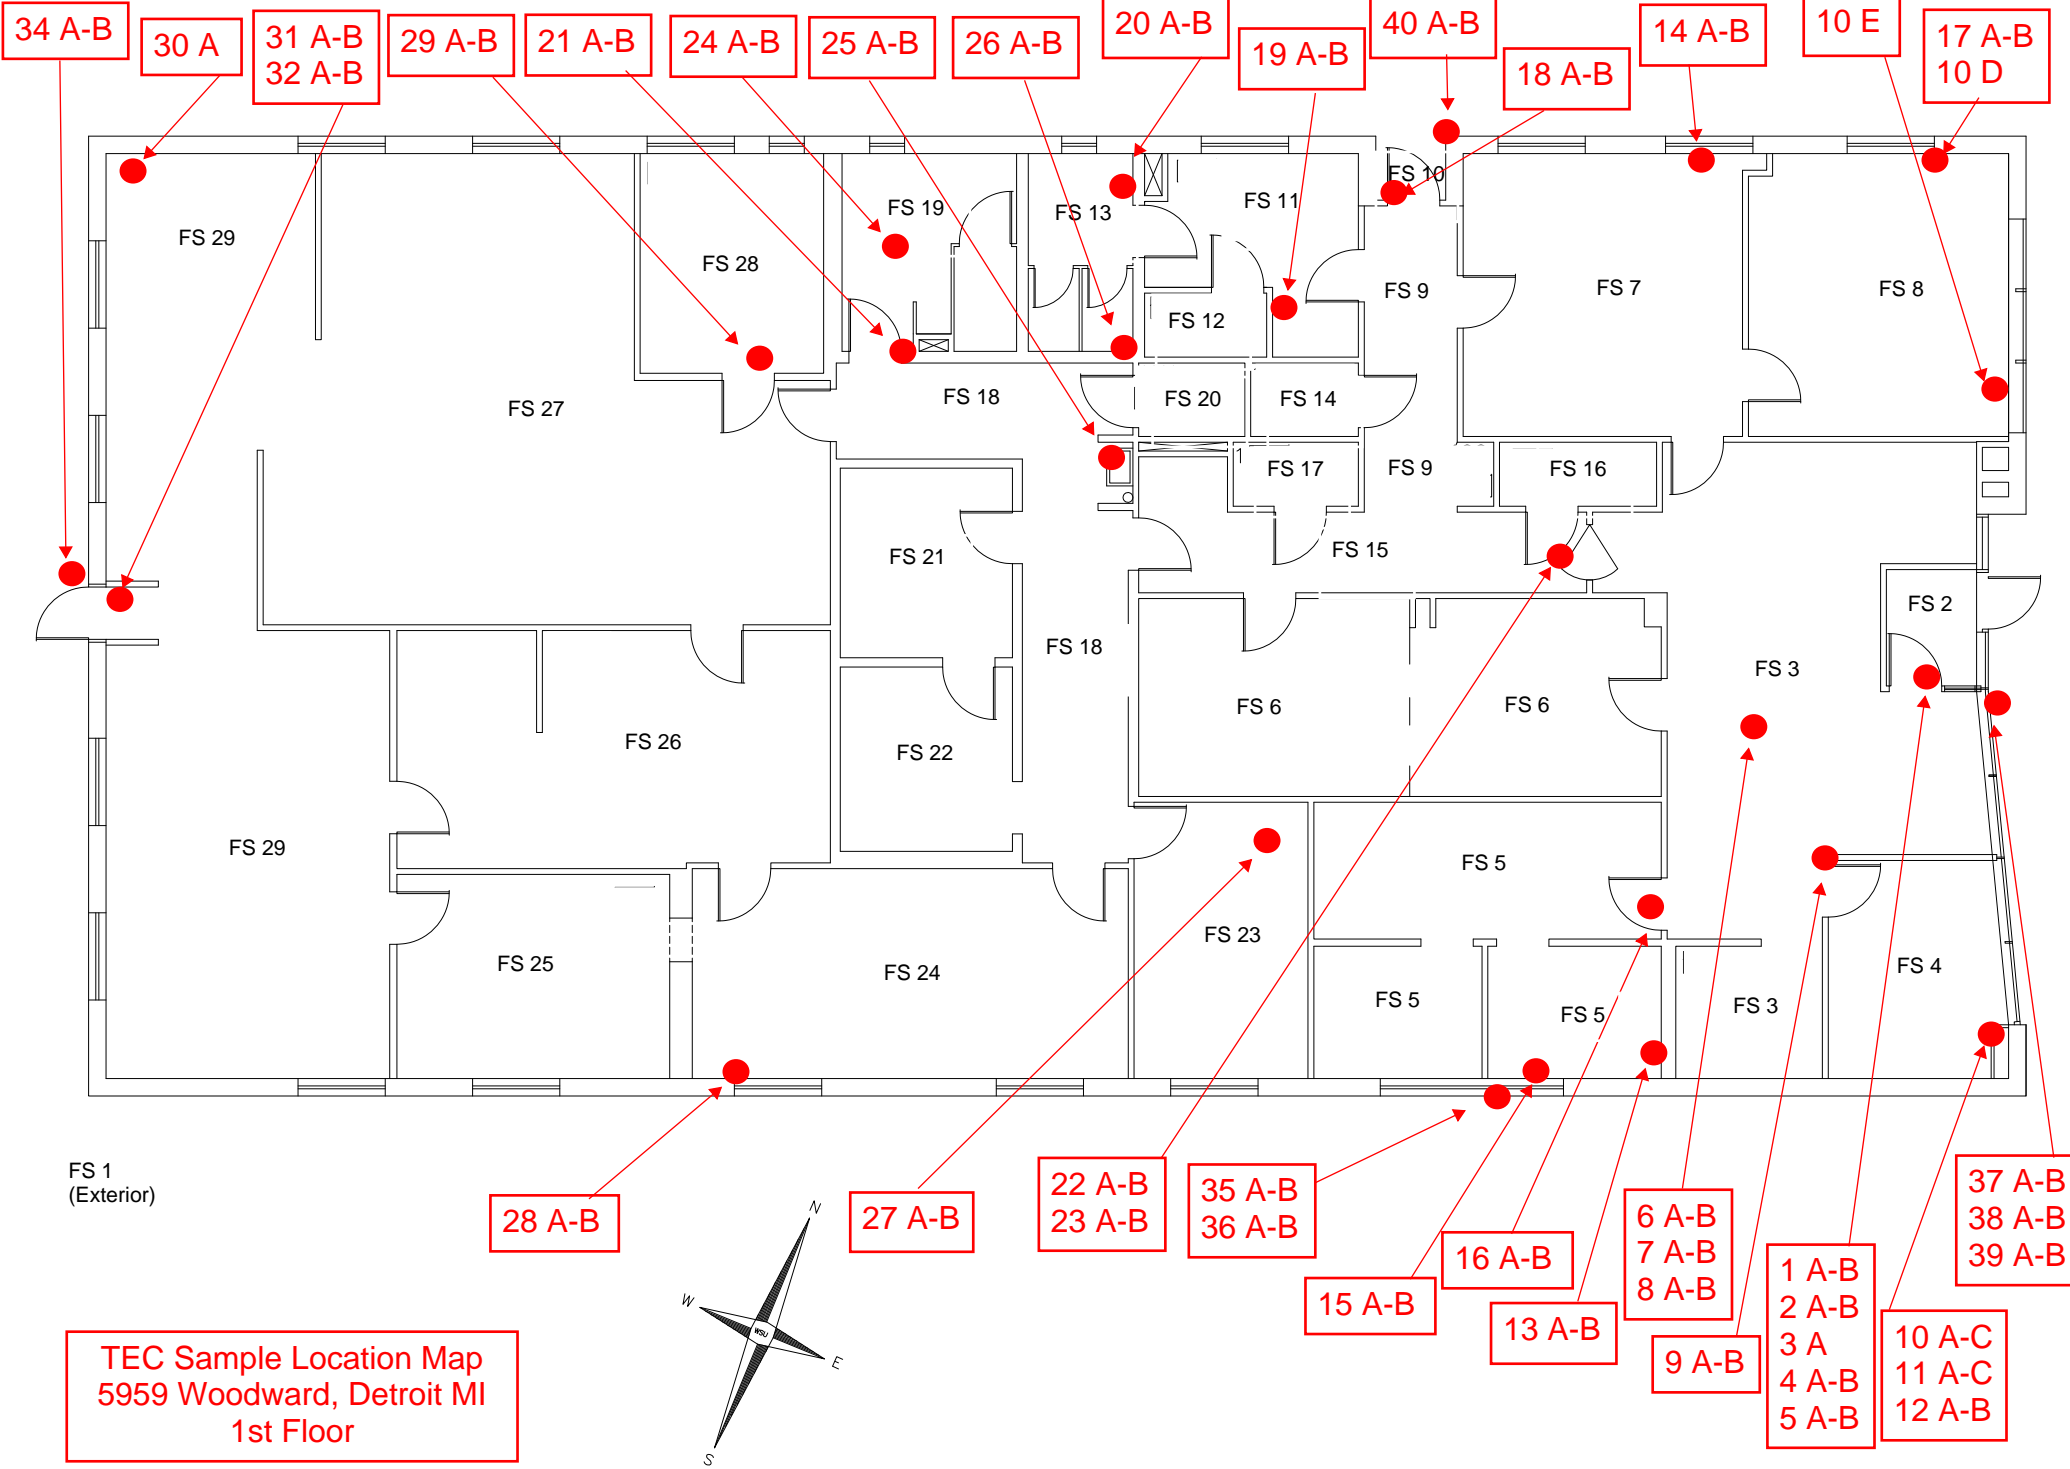 34 A-B
30 A
31 A-B
32 A-B
29 A-B
21 A-B
24 A-B
25 A-B
26 A-B
20 A-B
19 A-B
40 A-B
18 A-B
14 A-B
10 E
17 A-B
10 D
FS 10
FS 19
FS 13
FS 11
FS 29
FS 28
FS 9
FS 7
FS 8
FS 12
FS 27
FS 18
FS 20
FS 14
FS 17
FS 9
FS 16
FS 21
FS 15
FS 2
FS 18
FS 3
FS 6
FS 6
FS 26
FS 22
FS 29
FS 5
FS 23
FS 25
FS 24
FS 4
FS 5
FS 3
FS 5
FS 1
(Exterior)
28 A-B
27 A-B
22 A-B
23 A-B
35 A-B
36 A-B
15 A-B
16 A-B
13 A-B
6 A-B
7 A-B
8 A-B
9 A-B
1 A-B
2 A-B
3 A
4 A-B
5 A-B
10 A-C
11 A-C
12 A-B
37 A-B
38 A-B
39 A-B
N
W
WSU
E
S
TEC Sample Location Map
5959 Woodward, Detroit MI
1st Floor